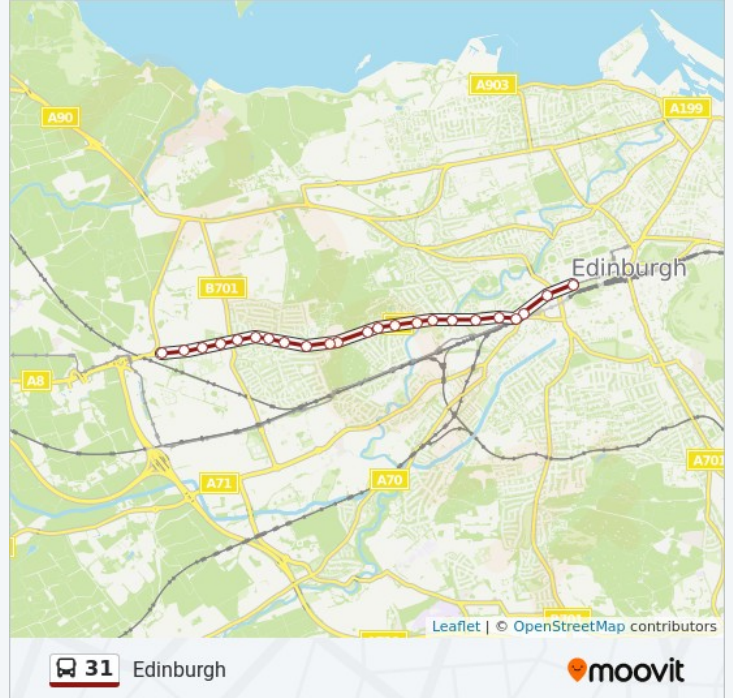 A903
A199
A90
Edinburgh
B701
A8
A71
A70
A701
Leaflet | © OpenStreetMap contributors
31 Edinburgh
moovit